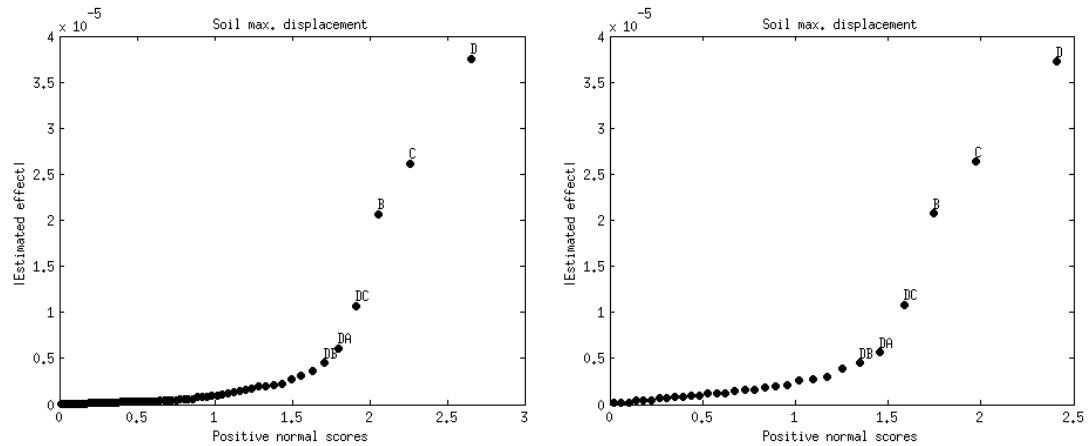 x 10-5
Soil max. displacement
4
3.5
3
2.5
2
1.5
1
0.5
0
|Estimated effect|
D
C
B
DC
DA
DB
0 0.5 1 1.5 2 2.5 3
Positive normal scores
x 10-5
Soil max. displacement
4
3.5
3
2.5
2
1.5
1
0.5
0
|Estimated effect|
D
C
B
DC
DA
DB
0 0.5 1 1.5 2 2.5
Positive normal scores